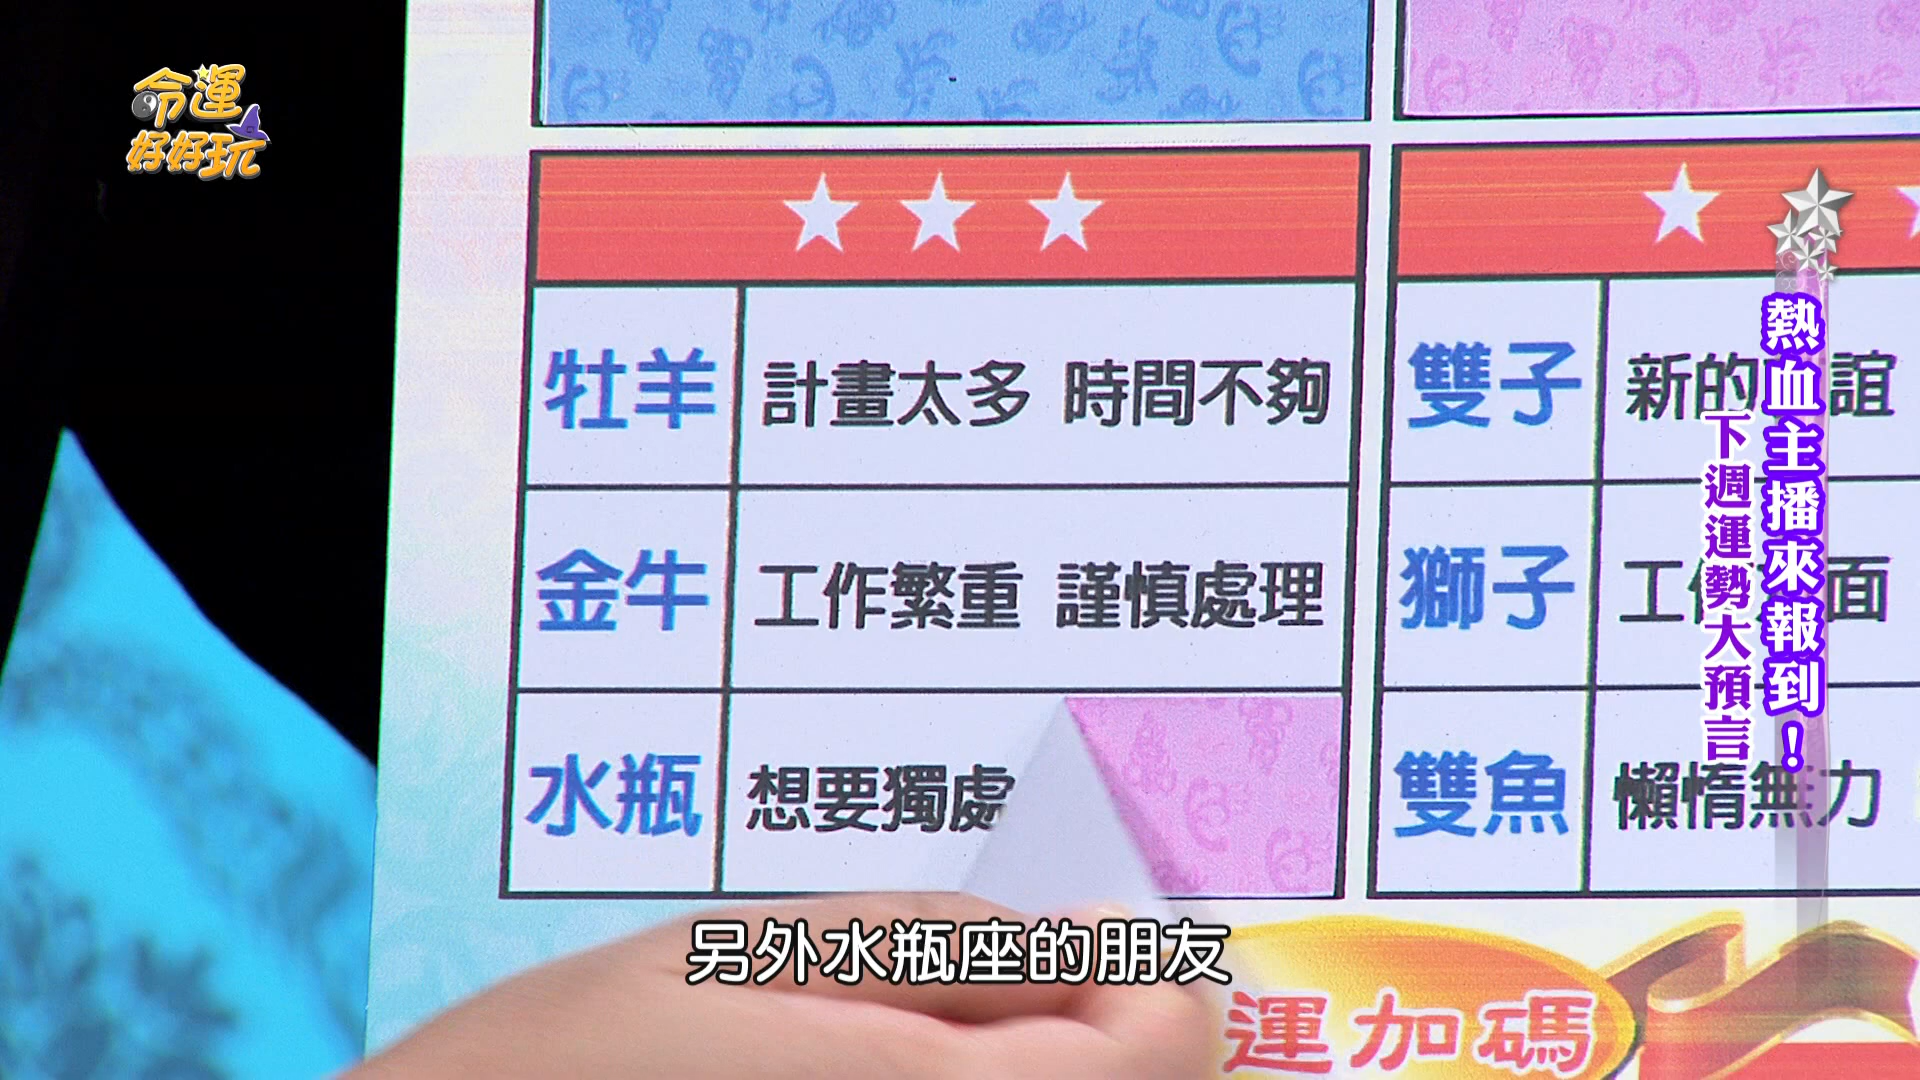 命運
好好玩
牡羊 計畫太多 時間不夠
金牛 工作繁重 謹慎處理
水瓶 想要獨處
雙子 新的 誼
獅子 工 面
雙魚 懶惰無力
熱血主播來報到！
下週運勢大預言
另外水瓶座的朋友
運加碼